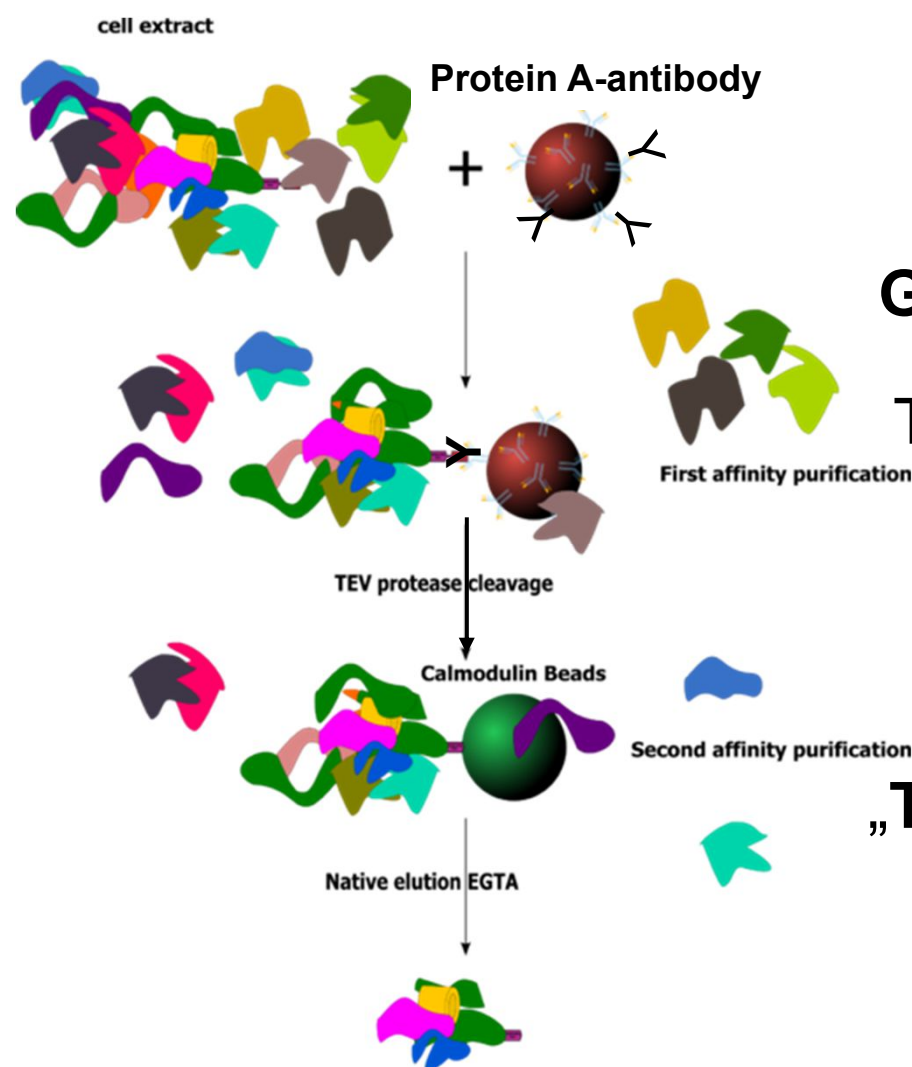 cell extract
Protein A-antibody
+
G
T
First affinity purification
TEV protease cleavage
Calmodulin Beads
Second affinity purification
„T
Native elution EGTA